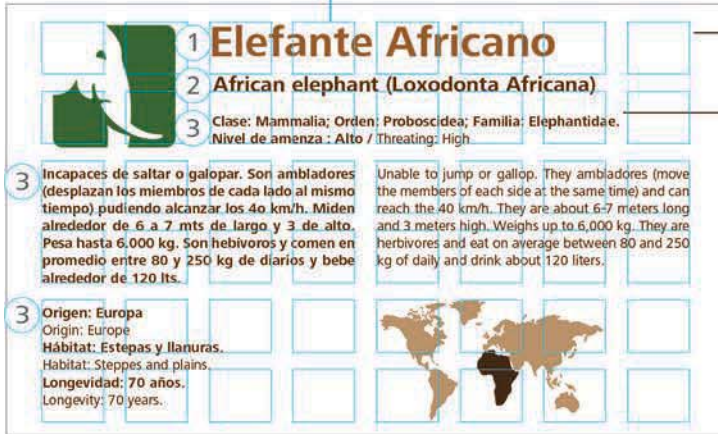 1 Elefante Africano
2 African elephant (Loxodonta Africana)
3 Clase: Mammalia; Orden: Proboscidea; Familia: Elephantidae.
Nivel de amenza : Alto / Threating: High
3 Incapaces de saltar o galopar. Son ambladores
(desplazan los miembros de cada lado al mismo
tiempo) pudiendo alcanzar los 4o km/h. Miden
alrededor de 6 a 7 mts de largo y 3 de alto.
Pesa hasta 6.000 kg. Son hebivoros y comen en
promedio entre 80 y 250 kg de diarios y bebe
alrededor de 120 lts.
Unable to jump or gallop. They ambladores (move
the members of each side at the same time) and can
reach the 40 km/h. They are about 6-7 meters long
and 3 meters high. Weighs up to 6,000 kg. They are
herbivores and eat on average between 80 and 250
kg of daily and drink about 120 liters.
3 Origen: Europa
Origin: Europe
Hábitat: Estepas y llanuras.
Habitat: Steppes and plains.
Longevidad: 70 años.
Longevity: 70 years.